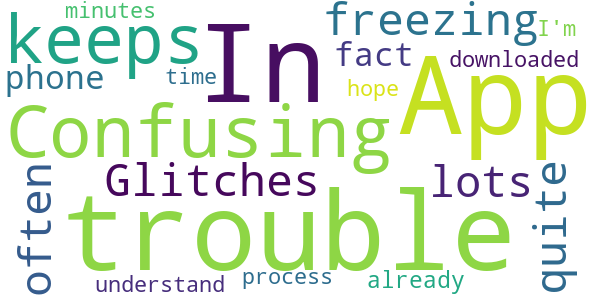 minutes
keeps
In
freezing
I'm
phone
time
fact
downloaded
hope
App
Confusing
Glitches
lots
often
trouble
quite
understand
process
already